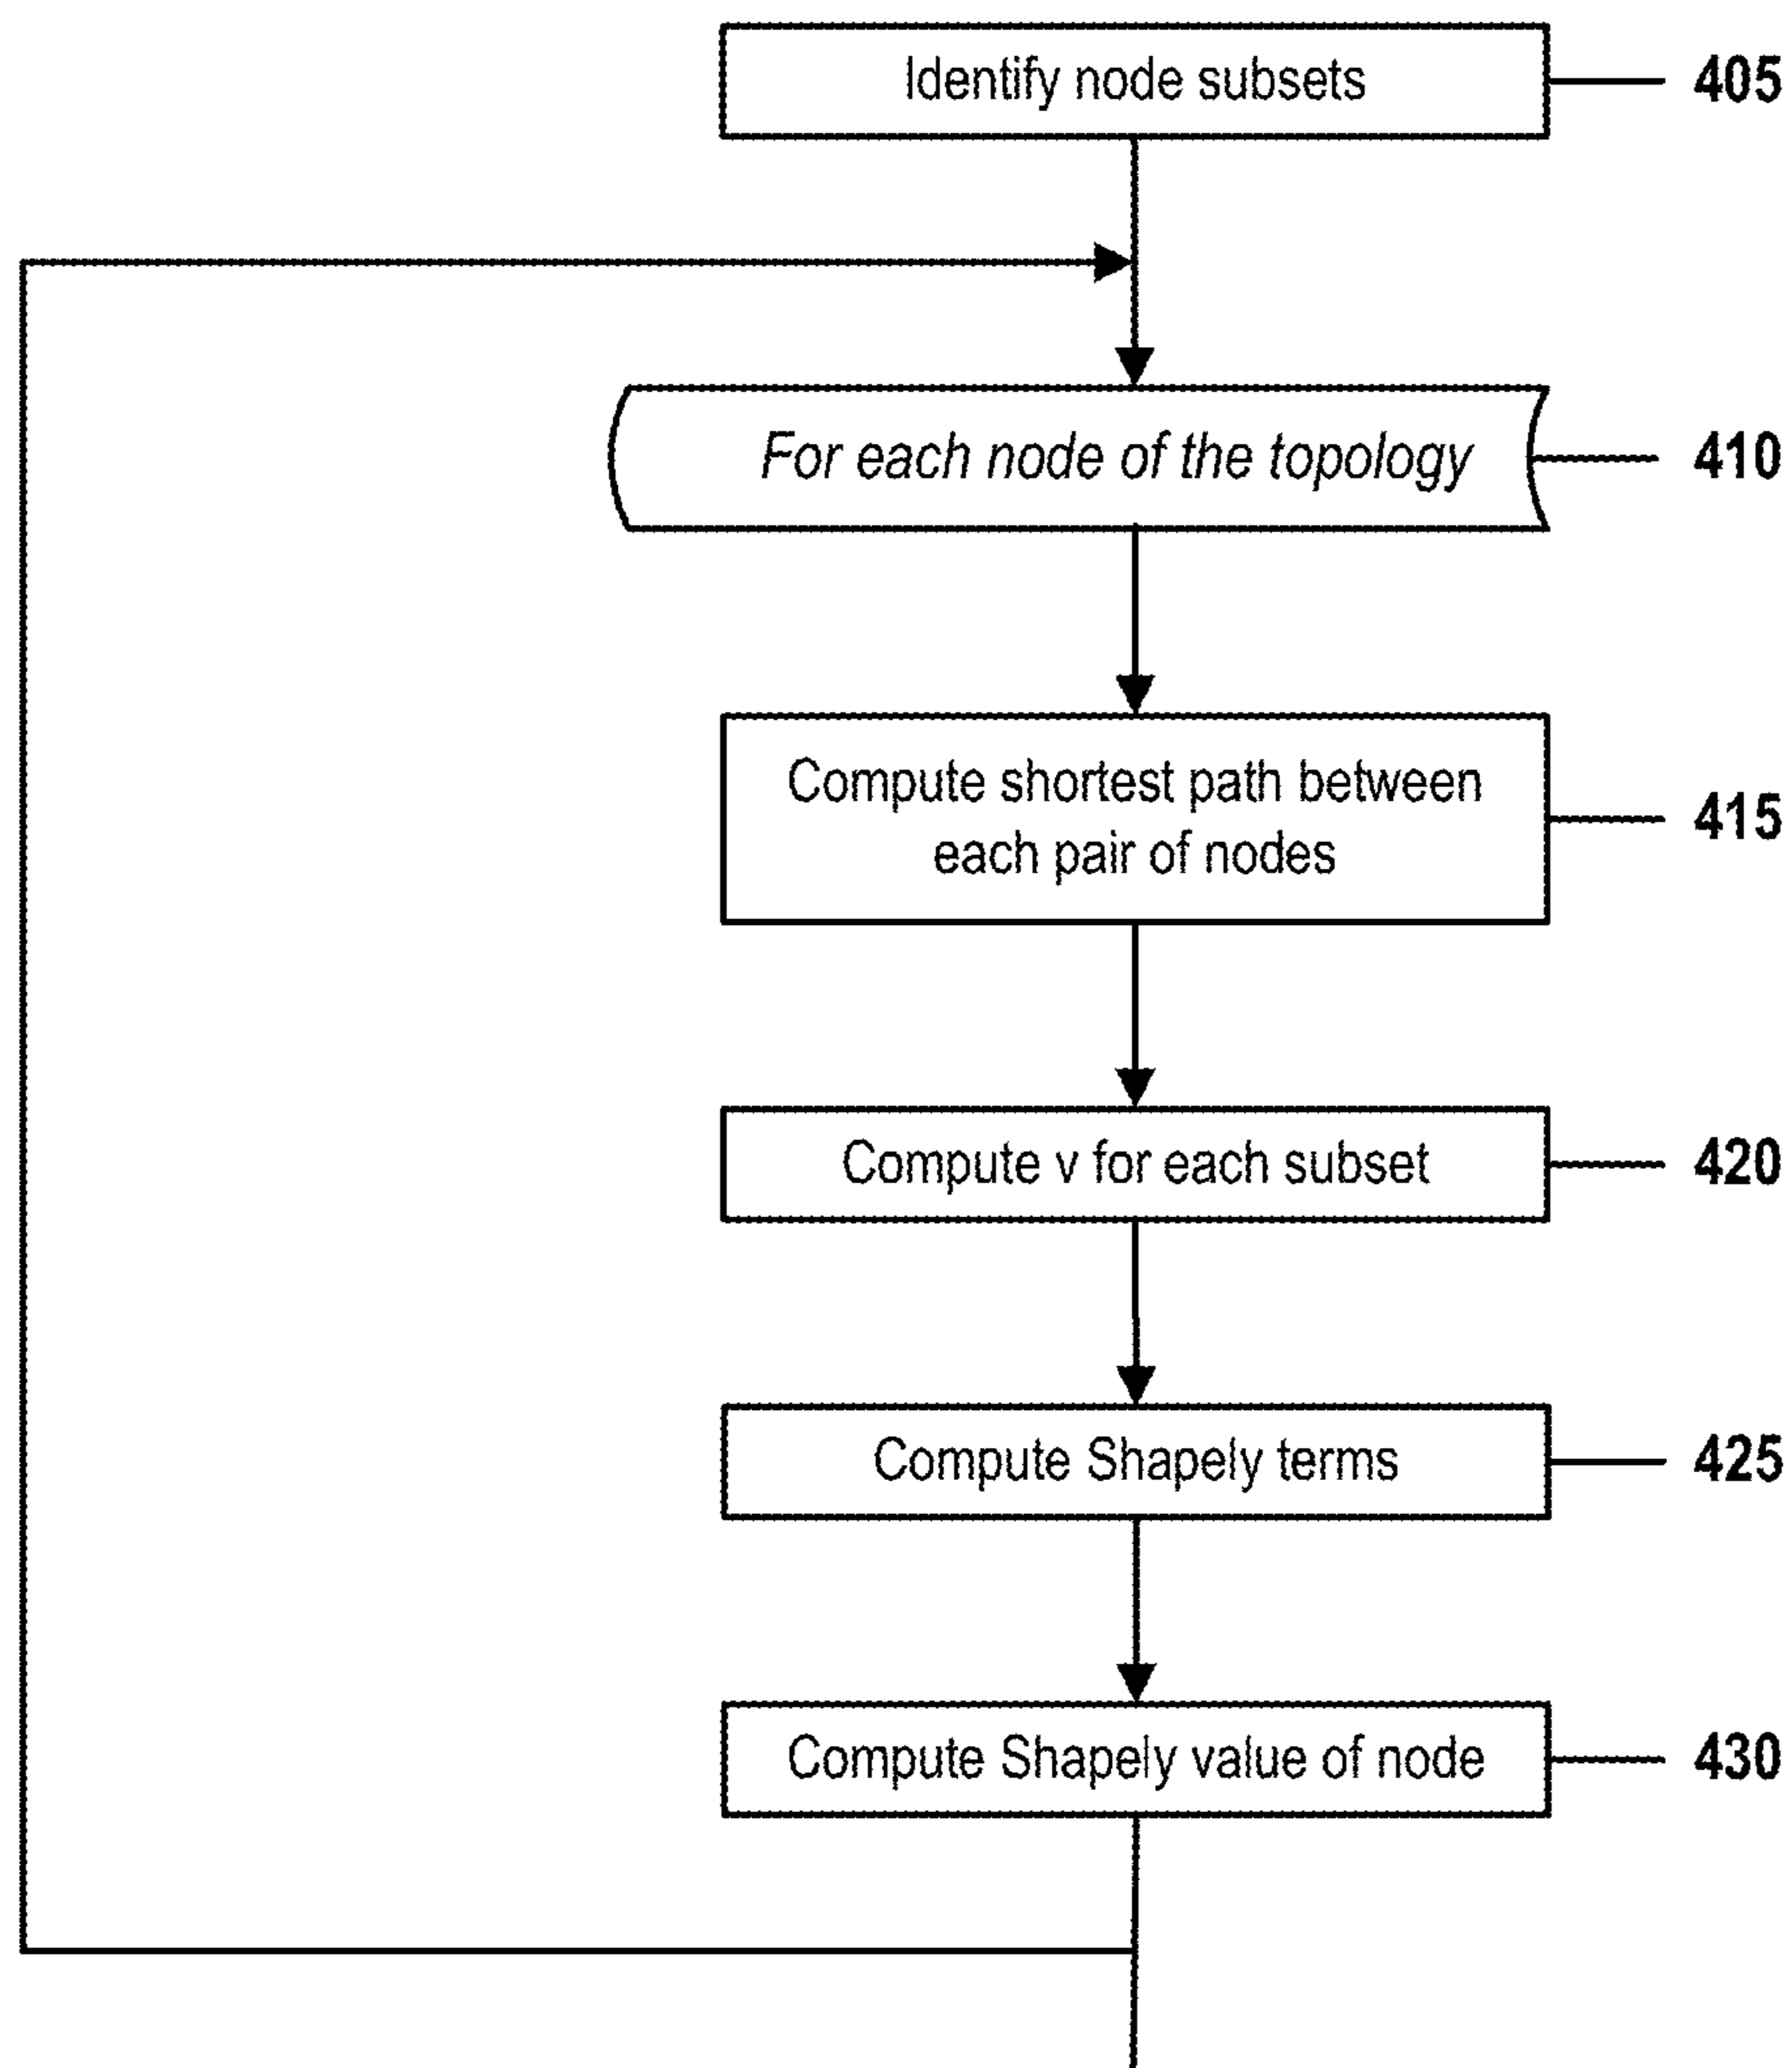 Identify node subsets
405
For each node of the topology
410
Compute shortest path between
each pair of nodes
415
Compute v for each subset
420
Compute Shapely terms
425
Compute Shapely value of node
430